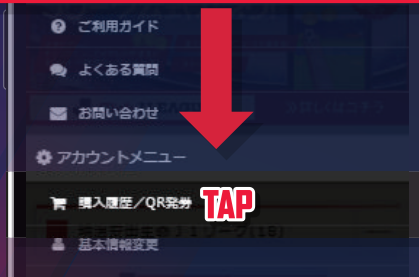 ご利用ガイド
よくある質問
お問い合わせ
アカウントメニュー
購入履歴／QR発券 TAP
基本情報変更